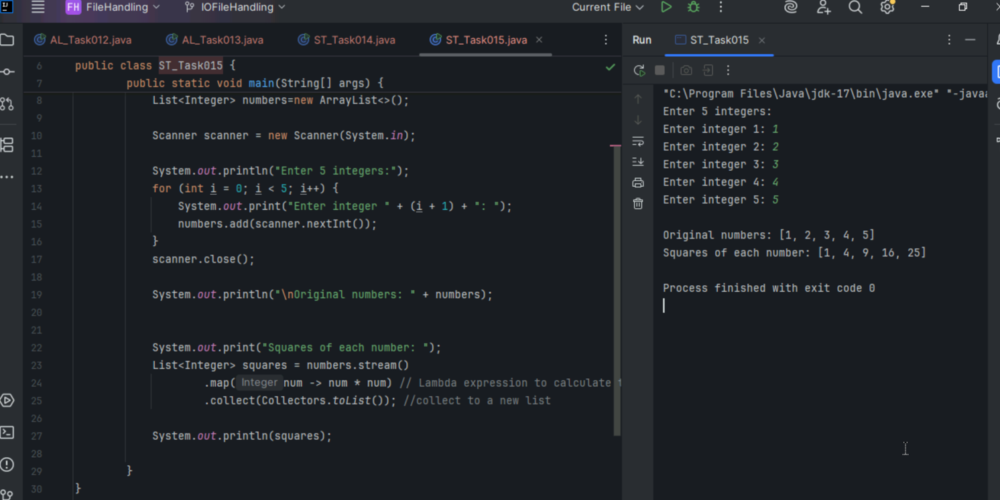 FH FileHandling IOFileHandling Current File
AL_Task012.java AL_Task013.java ST_Task014.java ST_Task015.java
6 public class ST_Task015 {
7 public static void main(String[] args) {
8 List<Integer> numbers=new ArrayList<>();
9
10 Scanner scanner = new Scanner(System.in);
11
12 System.out.println("Enter 5 integers:");
13 for (int i = 0; i < 5; i++) {
14 System.out.print("Enter integer " + (i + 1) + ": ");
15 numbers.add(scanner.nextInt());
16 }
17 scanner.close();
18
19 System.out.println("\nOriginal numbers: " + numbers);
20
21
22 System.out.print("Squares of each number: ");
23 List<Integer> squares = numbers.stream()
24 .map( Integer num -> num * num) // Lambda expression to calculate
25 .collect(Collectors.toList()); //collect to a new list
26
27 System.out.println(squares);
28
29 }
30 }
Run ST_Task015
"C:\Program Files\Java\jdk-17\bin\java.exe" "-javaa
Enter 5 integers:
Enter integer 1: 1
Enter integer 2: 2
Enter integer 3: 3
Enter integer 4: 4
Enter integer 5: 5
Original numbers: [1, 2, 3, 4, 5]
Squares of each number: [1, 4, 9, 16, 25]
Process finished with exit code 0